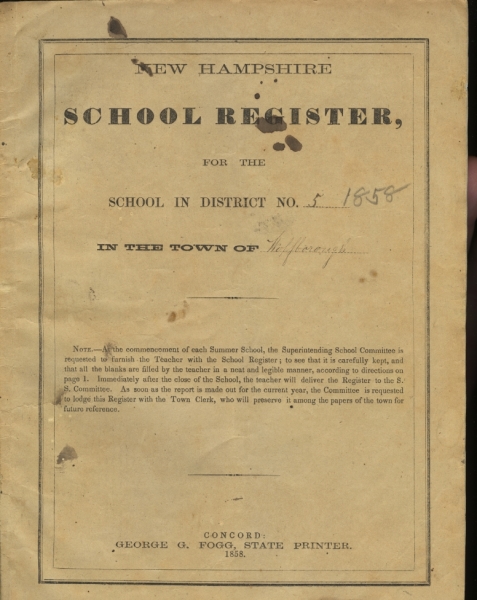 NEW HAMPSHIRE
SCHOOL REGISTER,
FOR THE
SCHOOL IN DISTRICT NO. 5 1858
IN THE TOWN OF Wolfborough
NOTE.—At the commencement of each Summer School, the Superintending School Committee is
requested to furnish the Teacher with the School Register; to see that it is carefully kept, and
that all the blanks are filled by the teacher in a neat and legible manner, according to directions on
page 1. Immediately after the close of the School, the teacher will deliver the Register to the S.
S. Committee. As soon as the report is made out for the current year, the Committee is requested
to lodge this Register with the Town Clerk, who will preserve it among the papers of the town for
future reference.
CONCORD:
GEORGE G. FOGG, STATE PRINTER.
1858.